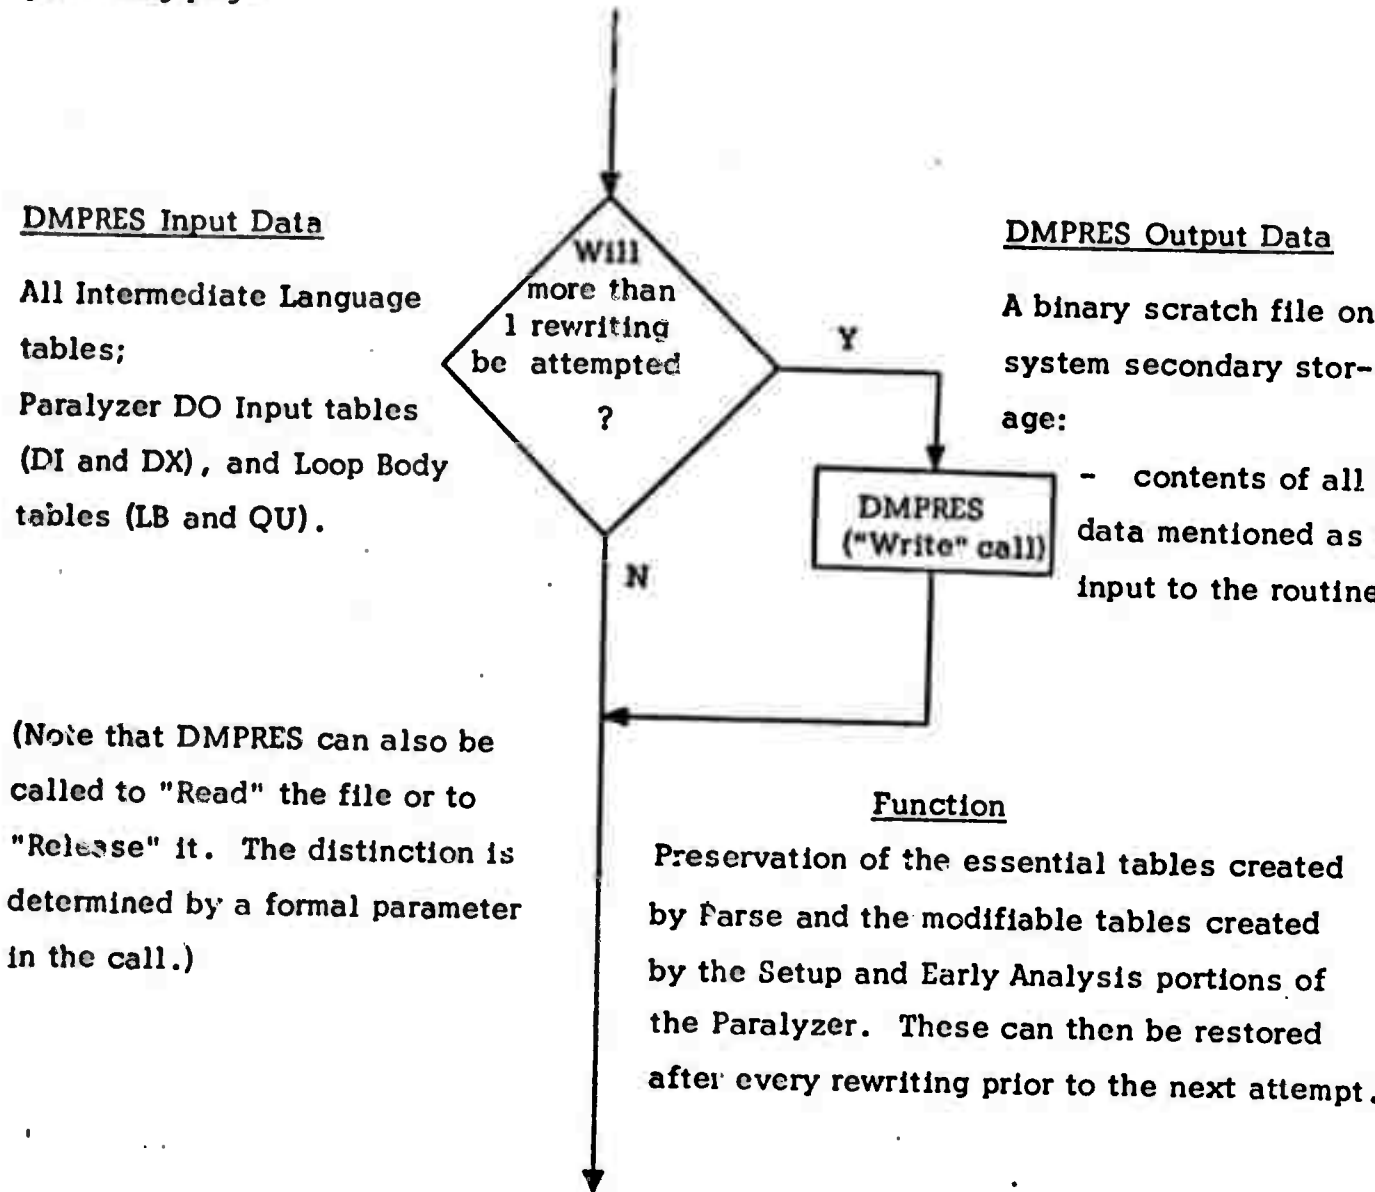 DMPRES Input Data
All Intermediate Language
tables;
Paralyzer DO Input tables
(DI and DX), and Loop Body
tables (LB and QU).
Will
more than
1 rewriting
be attempted
?
Y
N
DMPRES
("Write" call)
DMPRES Output Data
A binary scratch file on
system secondary stor-
age:
- contents of all
data mentioned as
input to the routine
(Note that DMPRES can also be
called to "Read" the file or to
"Release" it. The distinction is
determined by a formal parameter
in the call.)
Function
Preservation of the essential tables created
by Parse and the modifiable tables created
by the Setup and Early Analysis portions of
the Paralyzer. These can then be restored
after every rewriting prior to the next attempt.